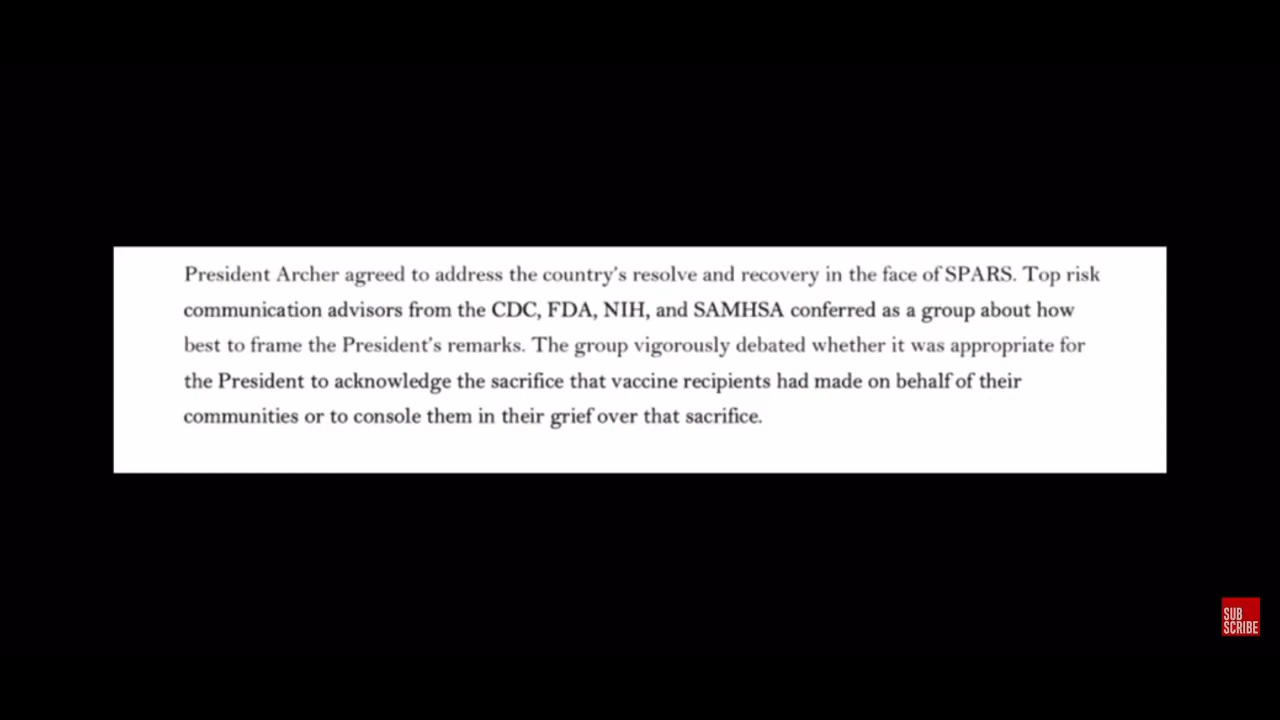 President Archer agreed to address the country's resolve and recovery in the face of SPARS. Top risk
communication advisors from the CDC, FDA, NIH, and SAMHSA conferred as a group about how
best to frame the President's remarks. The group vigorously debated whether it was appropriate for
the President to acknowledge the sacrifice that vaccine recipients had made on behalf of their
communities or to console them in their grief over that sacrifice.
SUB
SCRIBE